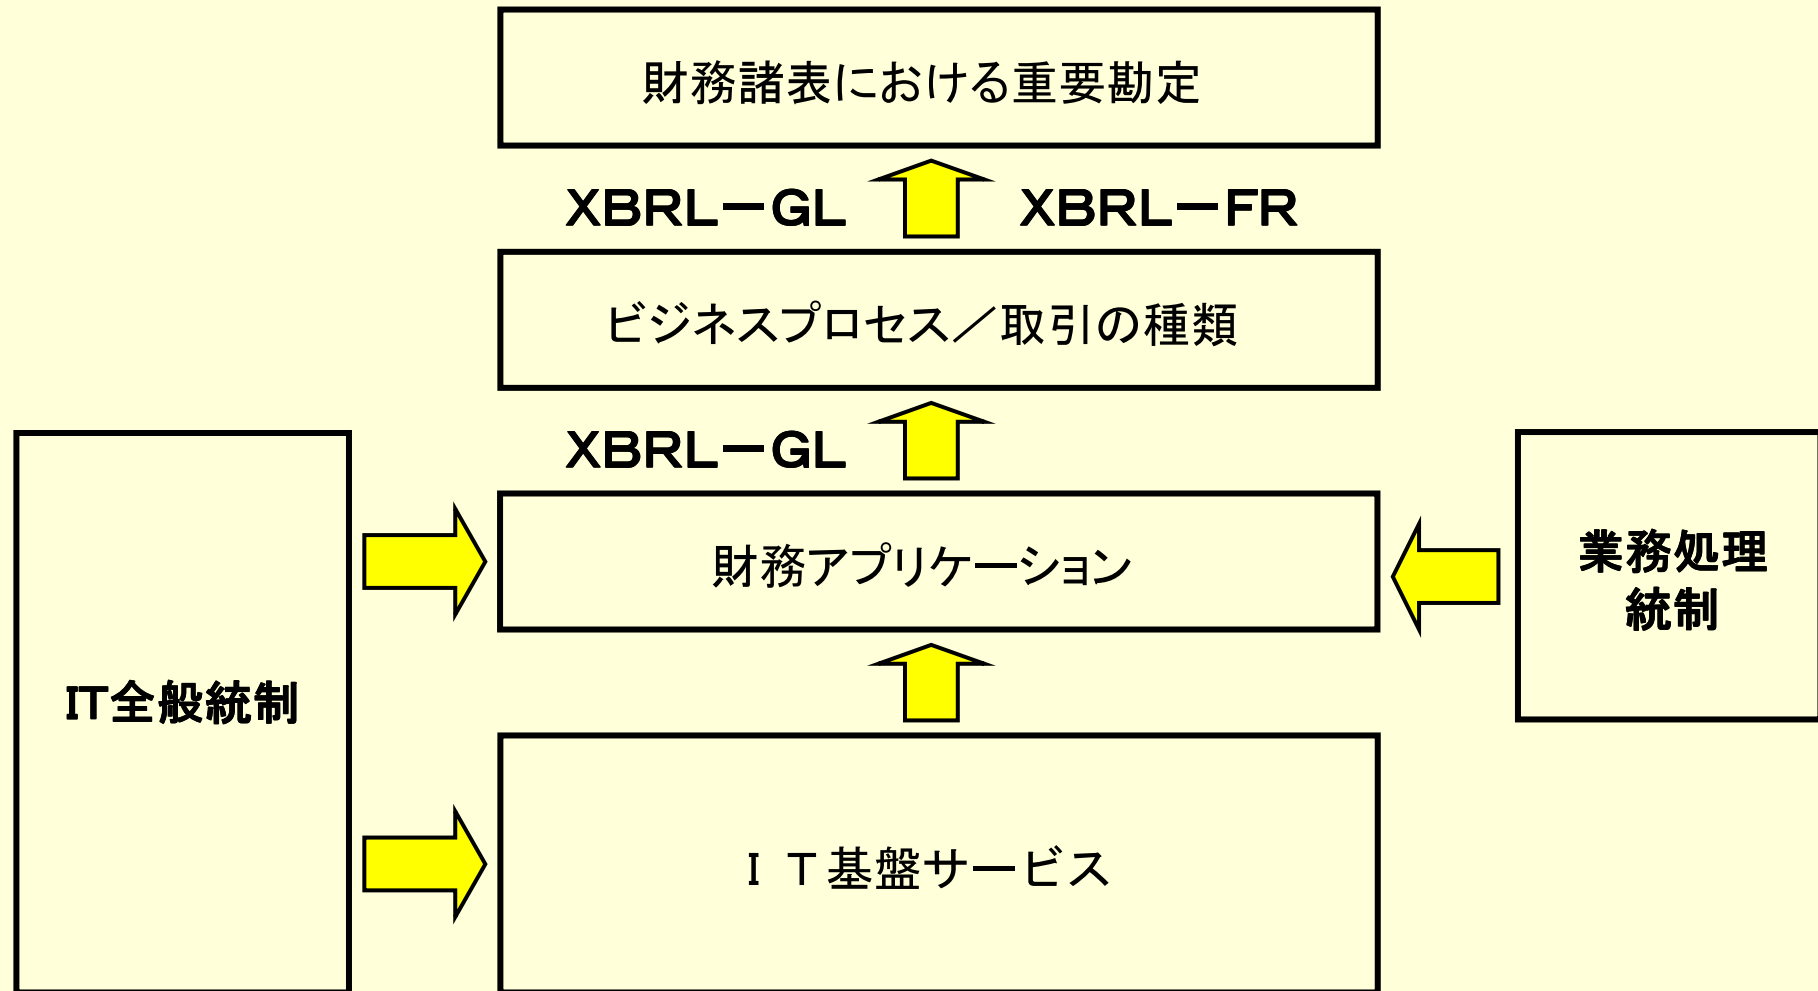 財務諸表における重要勘定
XBRL－GL XBRL－FR
ビジネスプロセス／取引の種類
XBRL－GL
財務アプリケーション
業務処理
統制
IT全般統制
ＩＴ基盤サービス